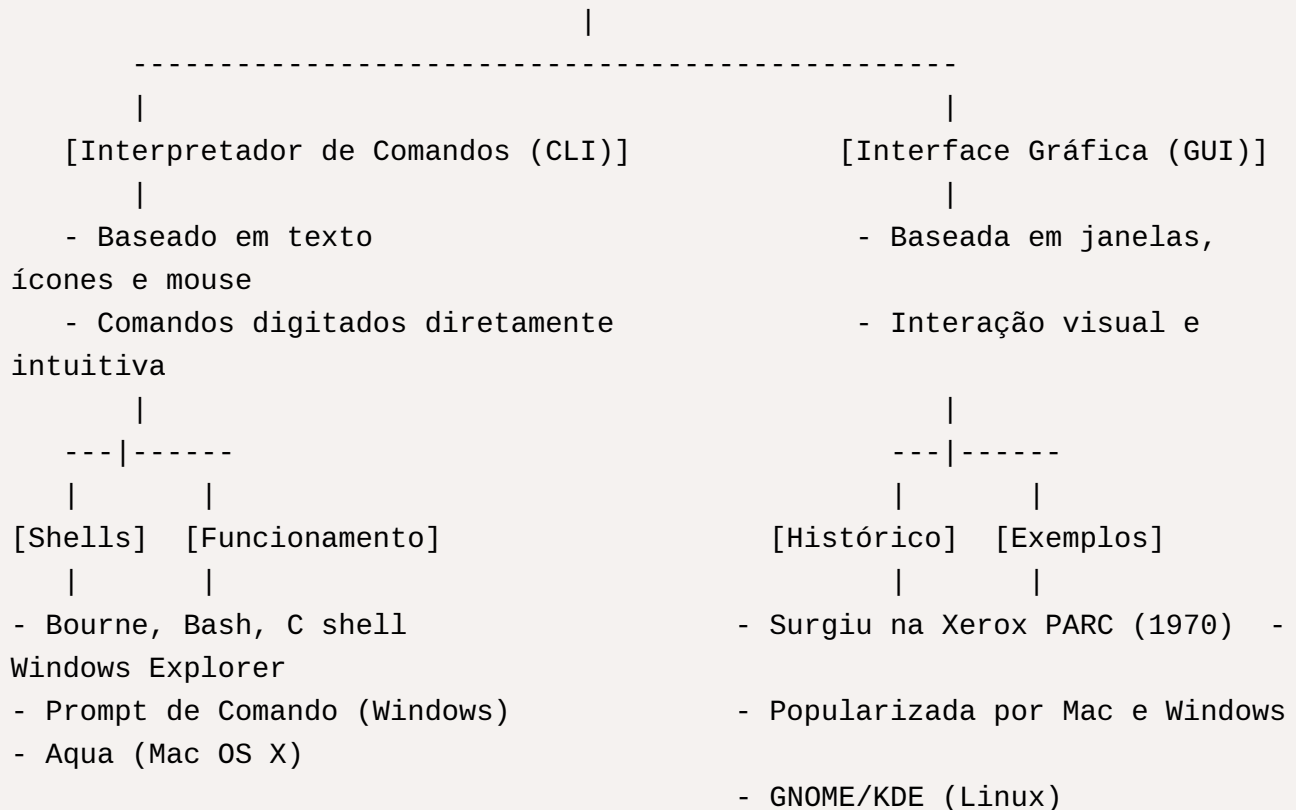 |
------------------------------------------------
| |
[Interpretador de Comandos (CLI)] [Interface Gráfica (GUI)]
| |
- Baseado em texto - Baseada em janelas,
ícones e mouse
- Comandos digitados diretamente - Interação visual e
intuitiva
| |
---|------ ---|------
| | | |
[Shells] [Funcionamento] [Histórico] [Exemplos]
| | | |
- Bourne, Bash, C shell - Surgiu na Xerox PARC (1970) -
Windows Explorer
- Prompt de Comando (Windows) - Popularizada por Mac e Windows
- Aqua (Mac OS X)
- GNOME/KDE (Linux)